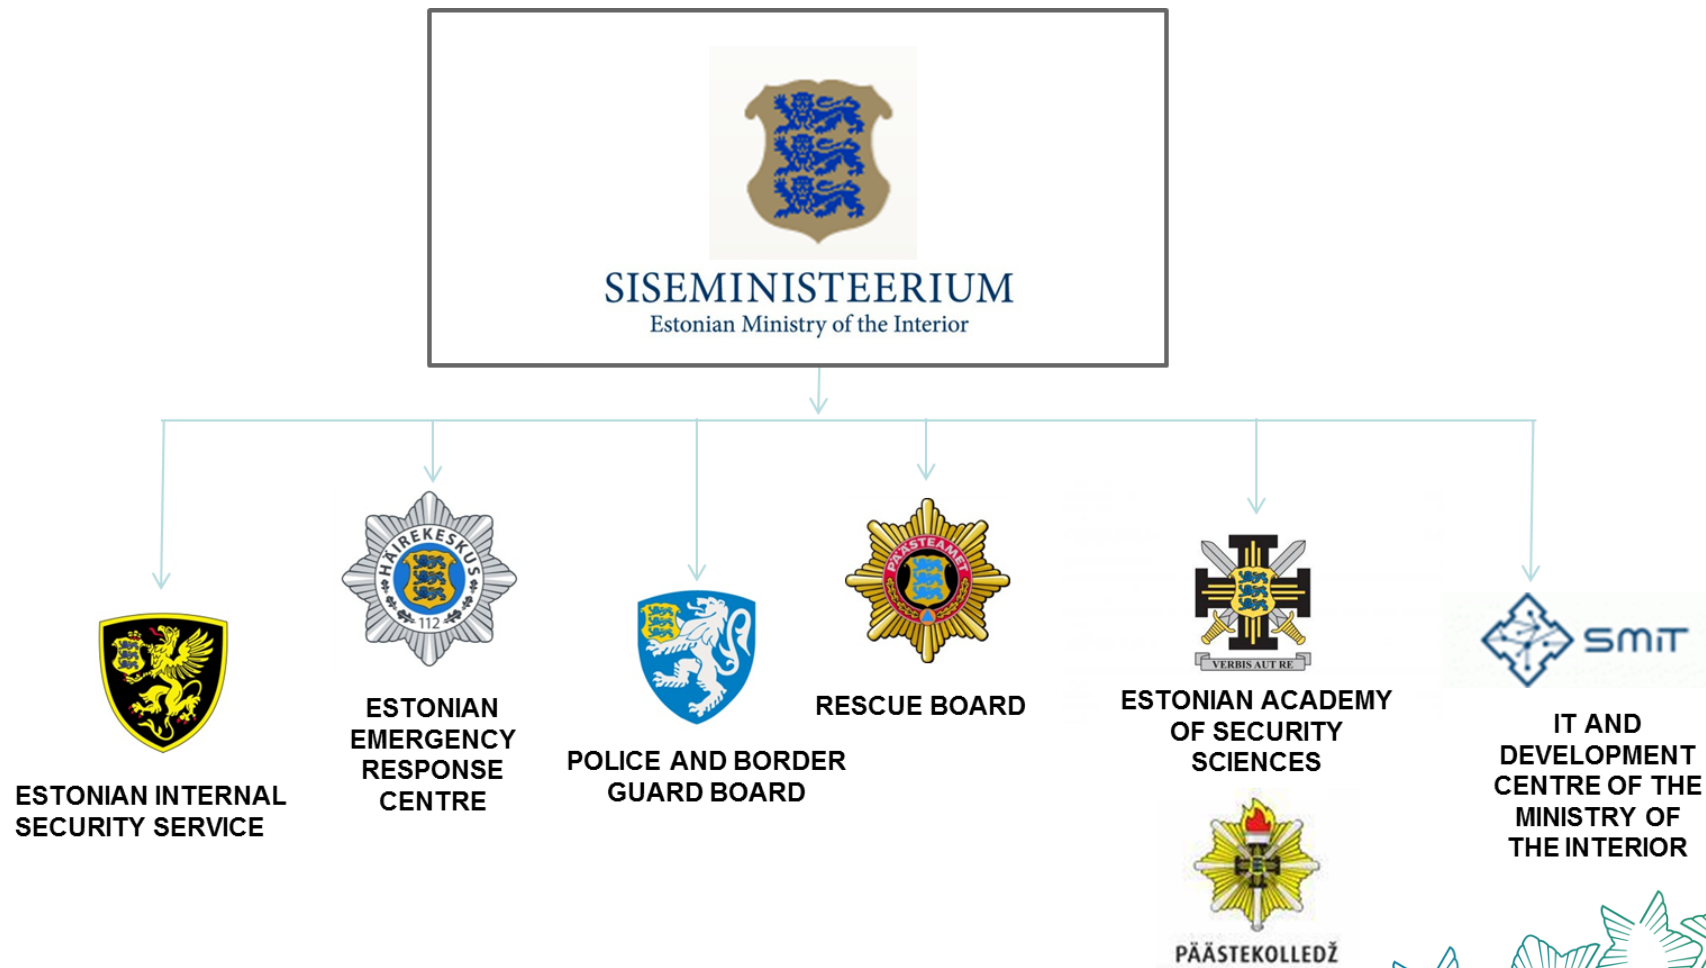 SISEMINISTEERIUM
Estonian Ministry of the Interior
HÄIREKESKUS
112
PÄÄSTEAMET
VERBIS AUT RE
SMIT
ESTONIAN INTERNAL
SECURITY SERVICE
ESTONIAN
EMERGENCY
RESPONSE
CENTRE
POLICE AND BORDER
GUARD BOARD
RESCUE BOARD
ESTONIAN ACADEMY
OF SECURITY
SCIENCES
PÄÄSTEKOLLEDŽ
IT AND
DEVELOPMENT
CENTRE OF THE
MINISTRY OF
THE INTERIOR